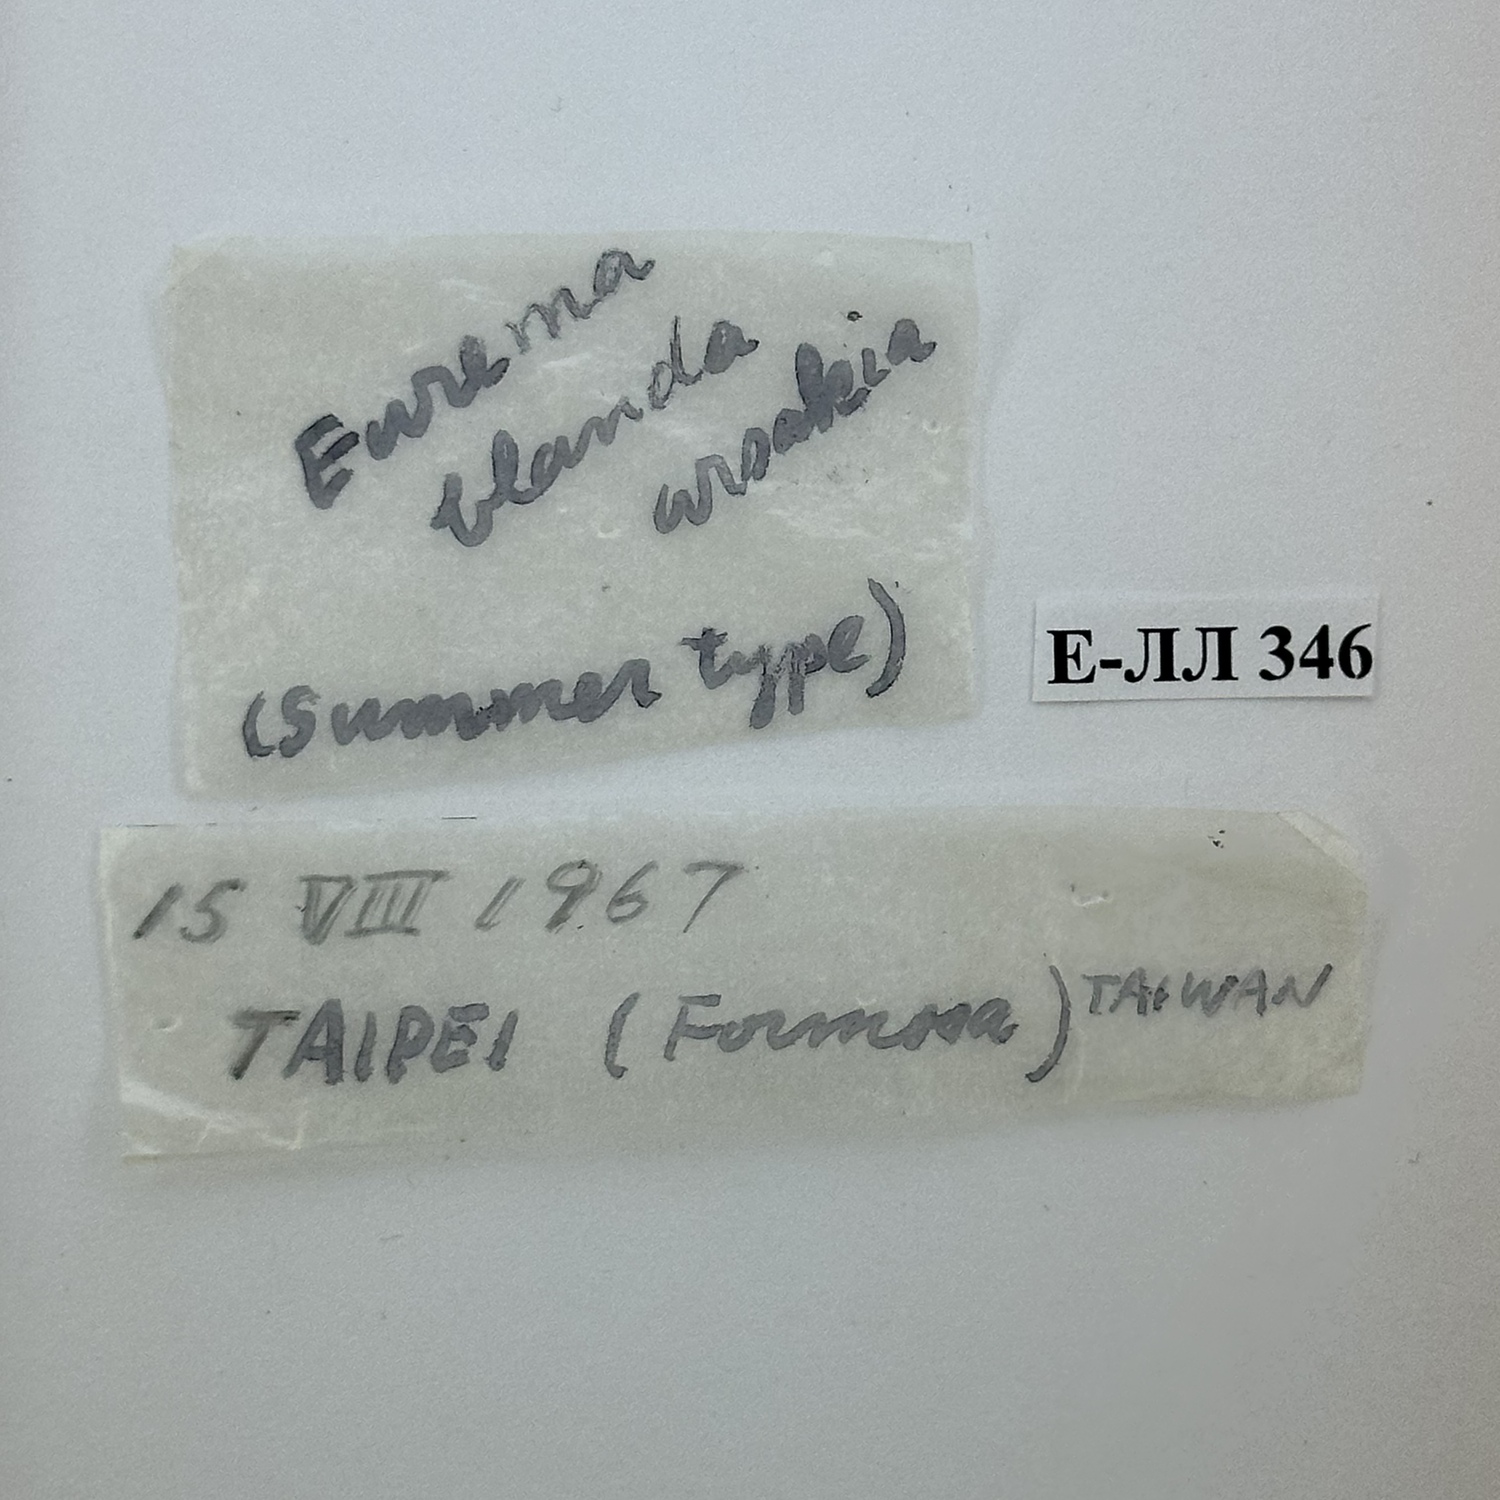 Eurema
blanda
arsakia
(Summer type)
Е-ЛЛ 346
15 VIII 1967
TAIPEI (Formosa) TAIWAN